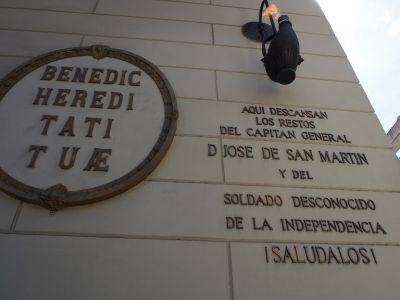 BENEDIC
HEREDI
TATI
TUÆ
AQUI DESCANSAN
LOS RESTOS
DEL CAPITAN GENERAL
D JOSE DE SAN MARTIN
Y DEL
SOLDADO DESCONOCIDO
DE LA INDEPENDENCIA
¡SALUDALOS!